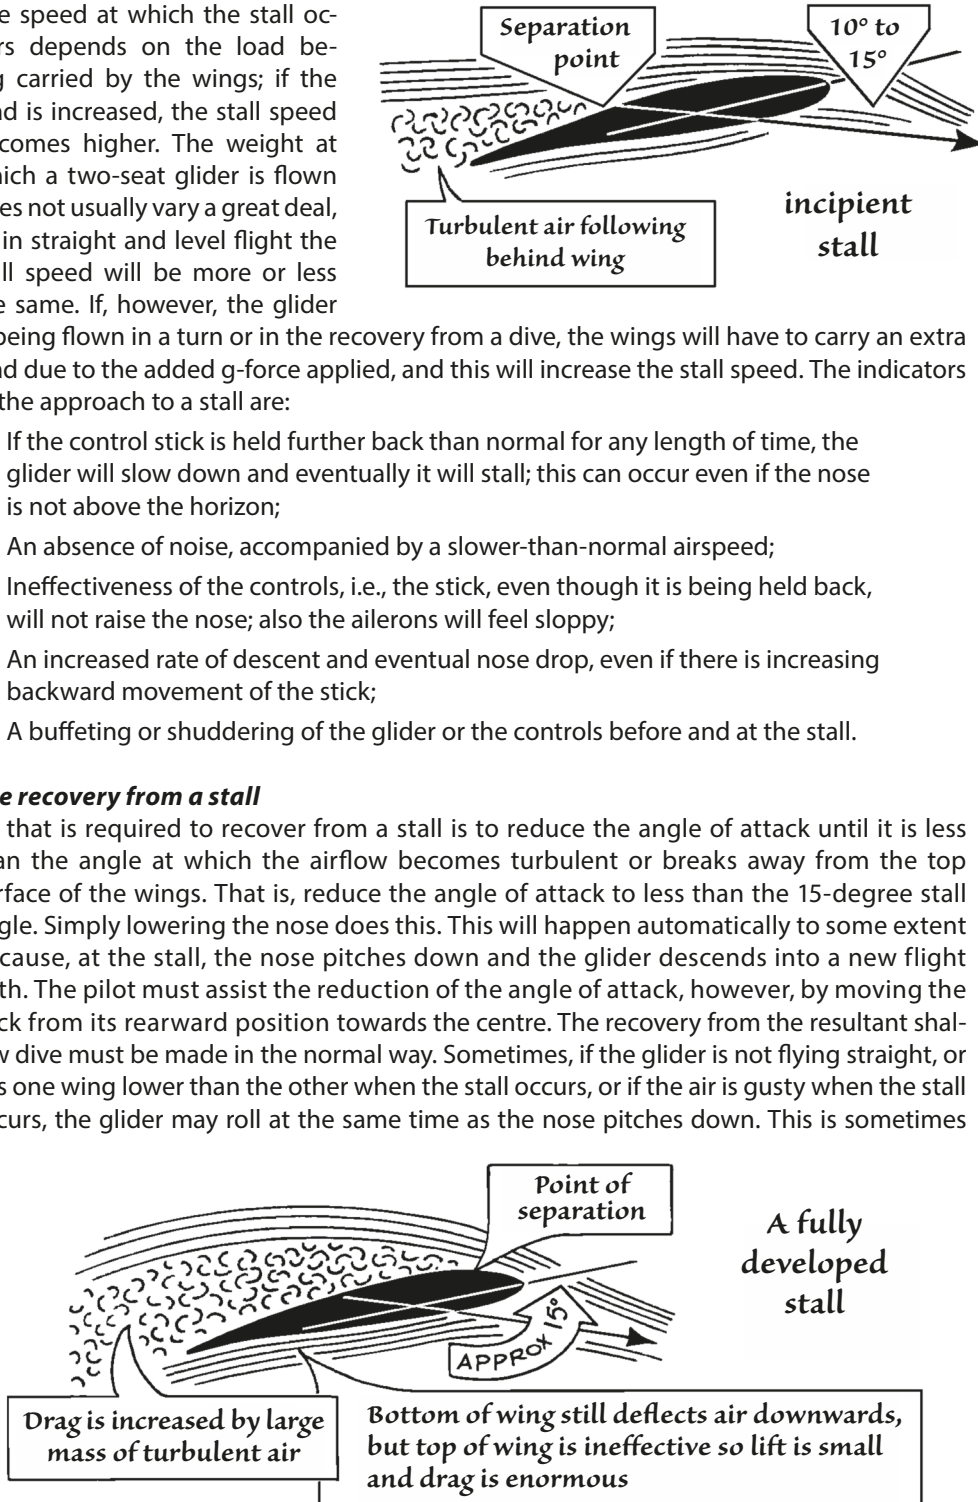 e speed at which the stall oc-
rs depends on the load be-
g carried by the wings; if the
d is increased, the stall speed
comes higher. The weight at
ich a two-seat glider is flown
es not usually vary a great deal,
in straight and level flight the
ll speed will be more or less
e same. If, however, the glider
Separation
point
10° to
15°
Turbulent air following
behind wing
incipient
stall
being flown in a turn or in the recovery from a dive, the wings will have to carry an extra
d due to the added g-force applied, and this will increase the stall speed. The indicators
the approach to a stall are:
If the control stick is held further back than normal for any length of time, the
glider will slow down and eventually it will stall; this can occur even if the nose
is not above the horizon;
An absence of noise, accompanied by a slower-than-normal airspeed;
Ineffectiveness of the controls, i.e., the stick, even though it is being held back,
will not raise the nose; also the ailerons will feel sloppy;
An increased rate of descent and eventual nose drop, even if there is increasing
backward movement of the stick;
A buffeting or shuddering of the glider or the controls before and at the stall.
e recovery from a stall
that is required to recover from a stall is to reduce the angle of attack until it is less
an the angle at which the airflow becomes turbulent or breaks away from the top
rface of the wings. That is, reduce the angle of attack to less than the 15-degree stall
gle. Simply lowering the nose does this. This will happen automatically to some extent
cause, at the stall, the nose pitches down and the glider descends into a new flight
th. The pilot must assist the reduction of the angle of attack, however, by moving the
ck from its rearward position towards the centre. The recovery from the resultant shal-
w dive must be made in the normal way. Sometimes, if the glider is not flying straight, or
s one wing lower than the other when the stall occurs, or if the air is gusty when the stall
curs, the glider may roll at the same time as the nose pitches down. This is sometimes
Point of
separation
A fully
developed
stall
APPROX 15°
Drag is increased by large
mass of turbulent air
Bottom of wing still deflects air downwards,
but top of wing is ineffective so lift is small
and drag is enormous